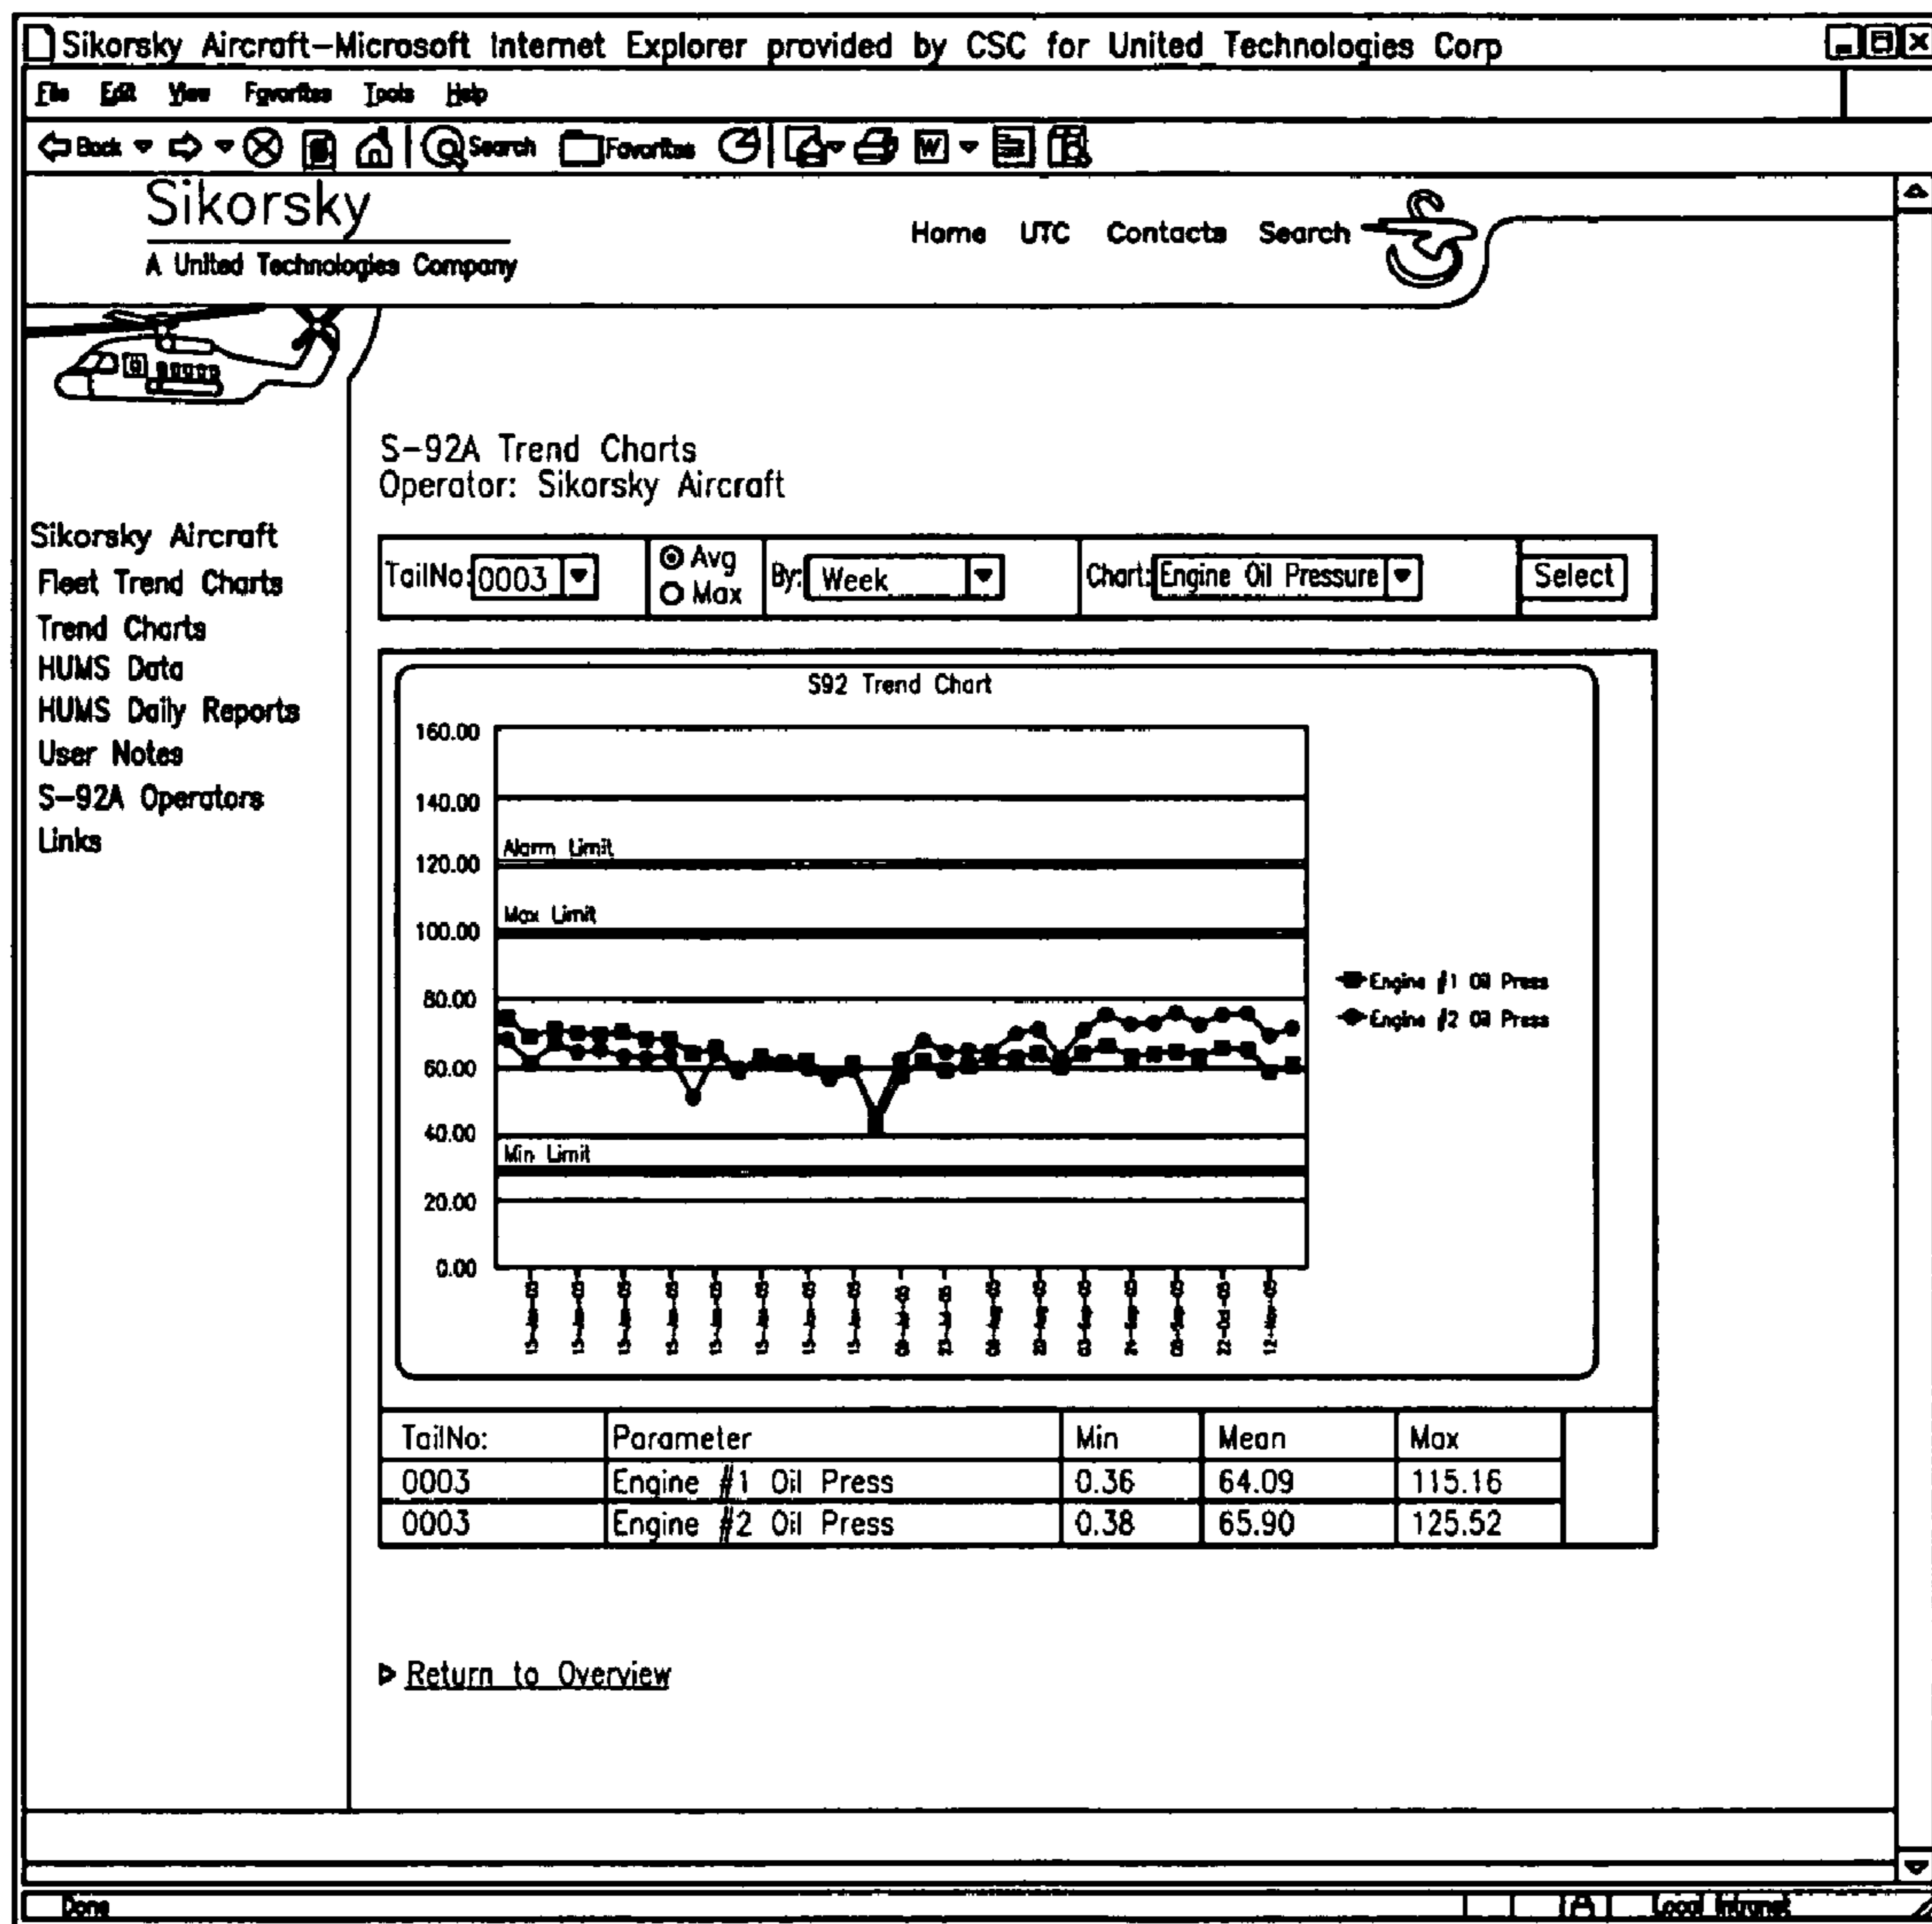 Sikorsky Aircraft-Microsoft Internet Explorer provided by CSC for United Technologies Corp
File Edit View Favorites Tools Help
Back Search Favorites W
Sikorsky
A United Technologies Company
Home UTC Contacts Search
S-92A Trend Charts
Operator: Sikorsky Aircraft
Sikorsky Aircraft
Fleet Trend Charts
Trend Charts
HUMS Data
HUMS Daily Reports
User Notes
S-92A Operators
Links
TailNo: 0003 Avg Max By: Week Chart: Engine Oil Pressure Select
S92 Trend Chart
160.00
140.00
Alarm Limit
120.00
Max Limit
100.00
80.00
60.00
40.00
Min Limit
20.00
0.00
Engine #1 Oil Press
Engine #2 Oil Press
22-Oct-05
12-Nov-05
TailNo: Parameter Min Mean Max
0003 Engine #1 Oil Press 0.36 64.09 115.16
0003 Engine #2 Oil Press 0.38 65.90 125.52
Return to Overview
Done Local Intranet